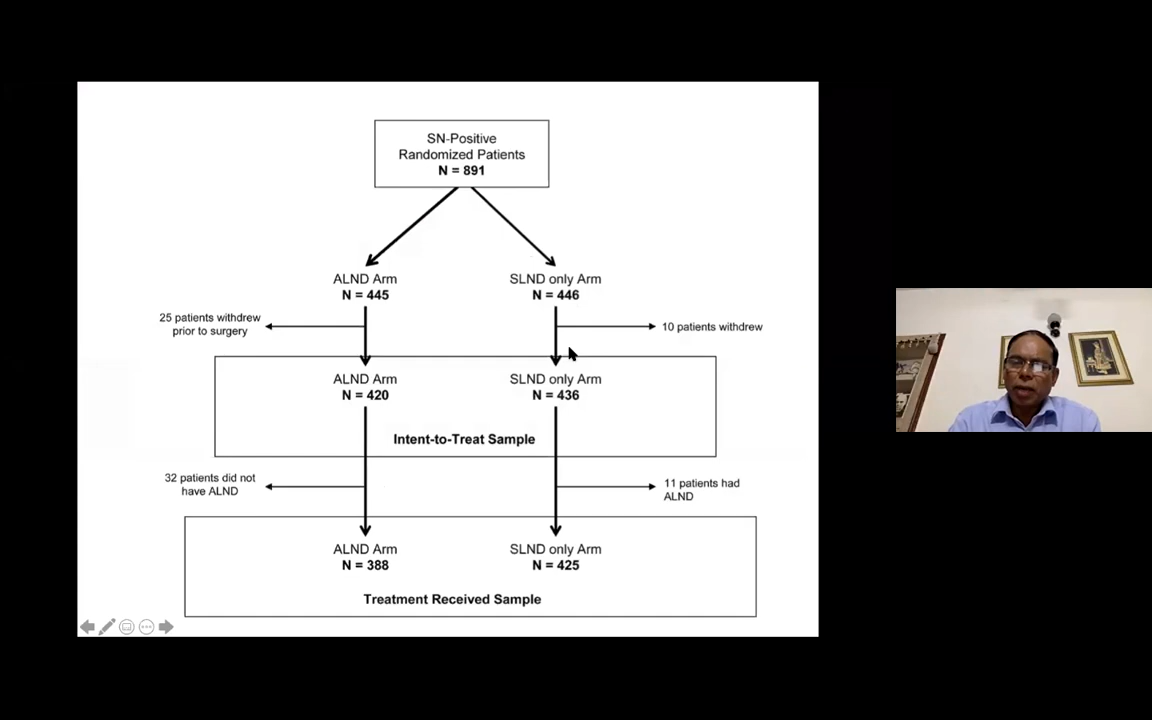 SN-Positive
Randomized Patients
N = 891
ALND Arm
N = 445
SLND only Arm
N = 446
25 patients withdrew
prior to surgery
10 patients withdrew
ALND Arm
N = 420
SLND only Arm
N = 436
Intent-to-Treat Sample
32 patients did not
have ALND
11 patients had
ALND
ALND Arm
N = 388
SLND only Arm
N = 425
Treatment Received Sample